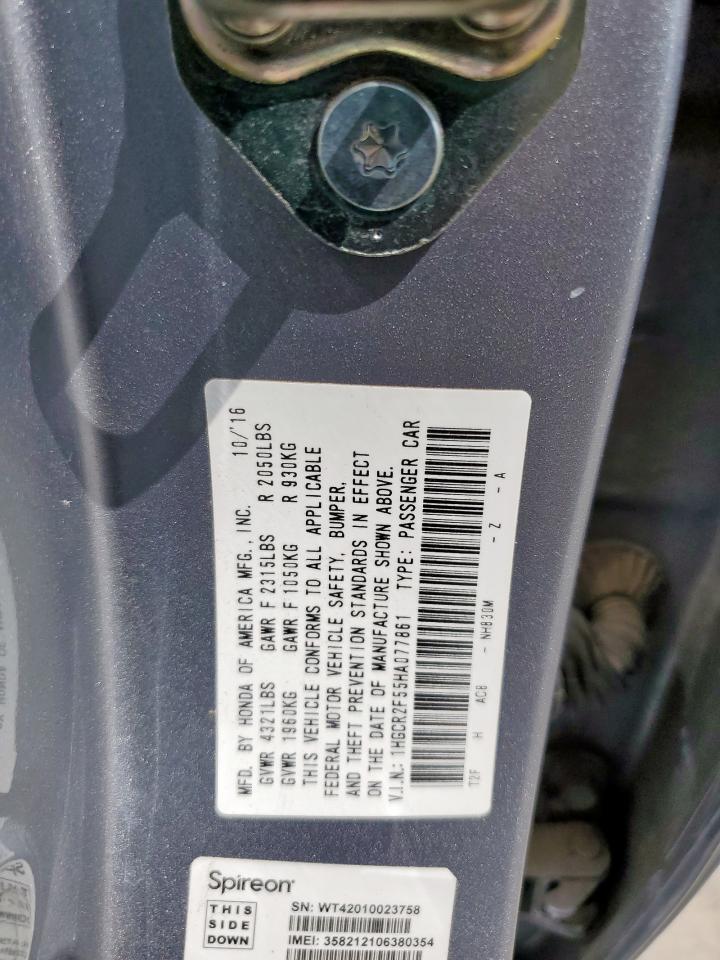 MFD. BY HONDA OF AMERICA MFG., INC. 10/'16
GVWR 4321LBS GAWR F 2315LBS R 2050LBS
GVWR 1960KG GAWR F 1050KG R 930KG
THIS VEHICLE CONFORMS TO ALL APPLICABLE
FEDERAL MOTOR VEHICLE SAFETY, BUMPER,
AND THEFT PREVENTION STANDARDS IN EFFECT
ON THE DATE OF MANUFACTURE SHOWN ABOVE.
V.I.N.: 1HGCR2F55HA077861 TYPE: PASSENGER CAR
T2F H ACB - NH830M - Z - A
Spireon
THIS
SIDE
DOWN
SN: WT42010023758
IMEI: 358212106380354